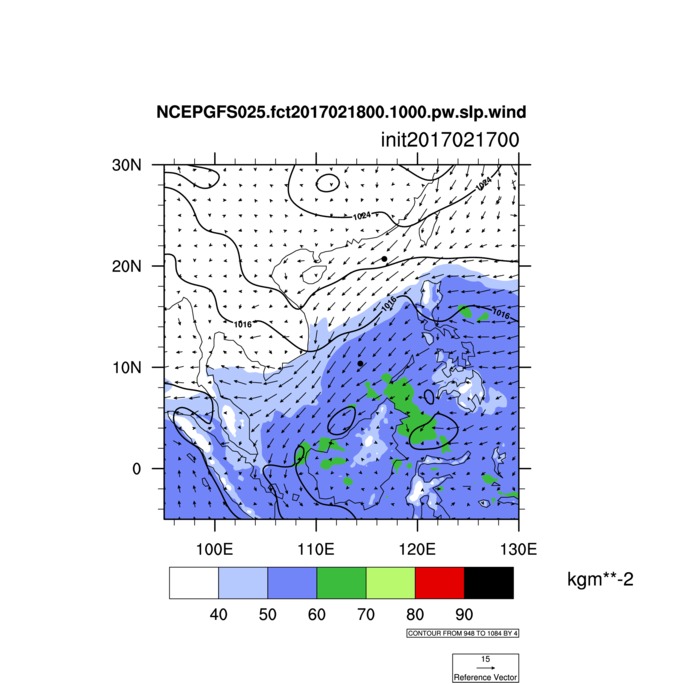 NCEPGFS025.fct2017021800.1000.pw.slp.wind
init2017021700
30N
20N
10N
0
1024
1024
1016
1016
1016
100E
110E
120E
130E
kgm**-2
40
50
60
70
80
90
CONTOUR FROM 948 TO 1084 BY 4
15
Reference Vector